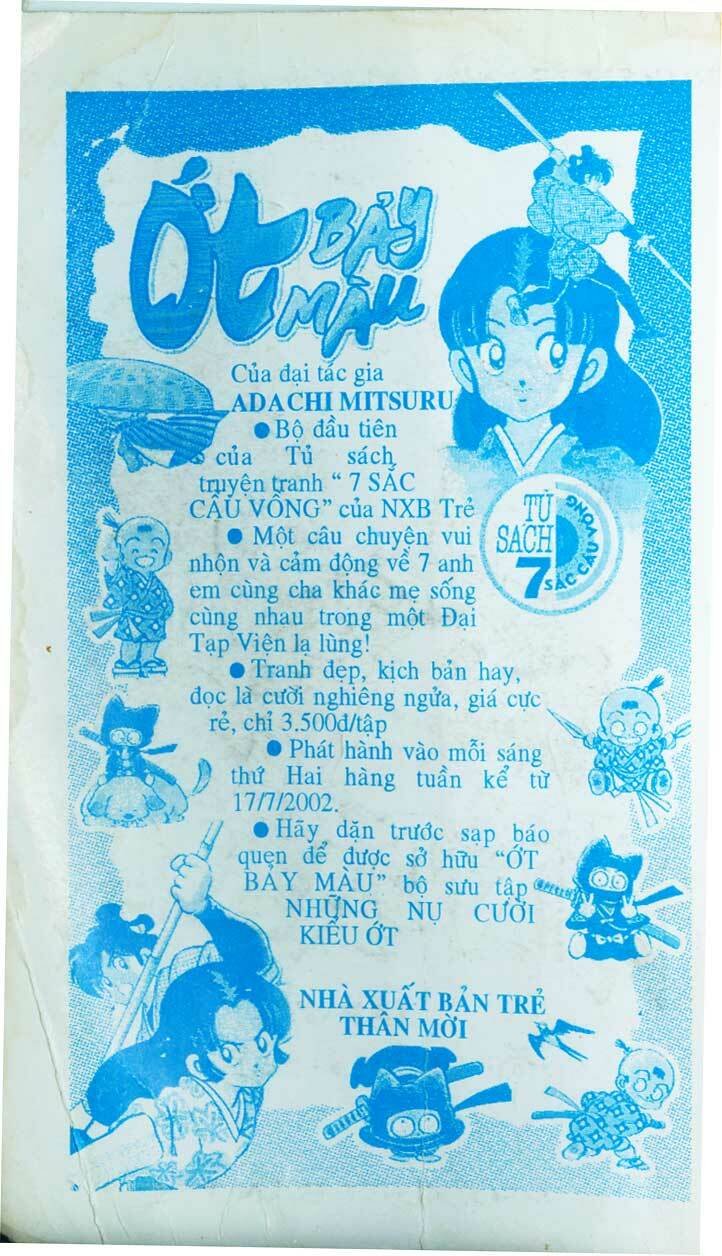 ỚT BẢY
MÀU
Của đại tác gia
ADACHI MITSURU
● Bộ đầu tiên
của Tủ sách
truyện tranh “ 7 SẮC
CẦU VỒNG” của NXB Trẻ
TỦ
SÁCH
7
SẮC CẦU VỒNG
● Một câu chuyện vui
nhộn và cảm động về 7 anh
em cùng cha khác mẹ sống
cùng nhau trong một Đại
Tạp Viện lạ lùng!
● Tranh đẹp, kịch bản hay,
đọc là cười nghiêng ngửa, giá cực
rẻ, chỉ 3.500đ/tập
● Phát hành vào mỗi sáng
thứ Hai hàng tuần kể từ
17/7/2002.
● Hãy dặn trước sạp báo
quen để được sở hữu “ỚT
BẢY MÀU” bộ sưu tập
NHỮNG NỤ CƯỜI
KIỂU ỚT
NHÀ XUẤT BẢN TRẺ
THÂN MỜI